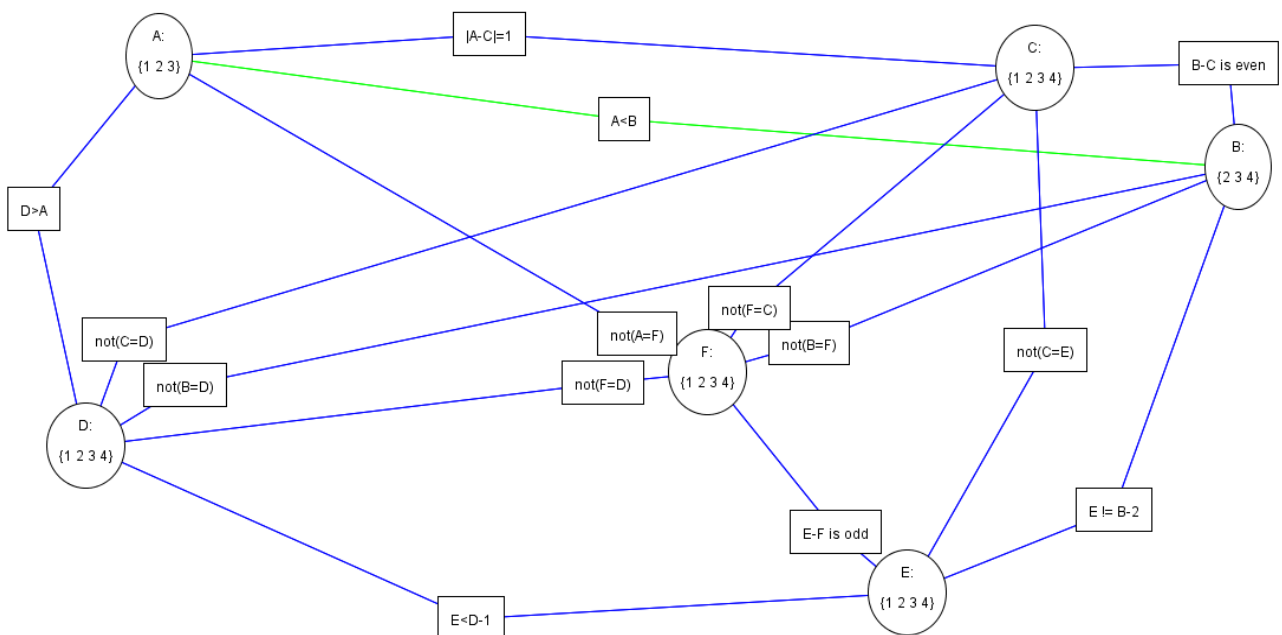 A:
{1 2 3}
|A-C|=1
C:
{1 2 3 4}
B-C is even
A<B
B:
{2 3 4}
D>A
not(C=D)
not(B=D)
not(F=C)
not(A=F)
not(B=F)
not(C=E)
F:
{1 2 3 4}
not(F=D)
D:
{1 2 3 4}
E != B-2
E-F is odd
E:
{1 2 3 4}
E<D-1